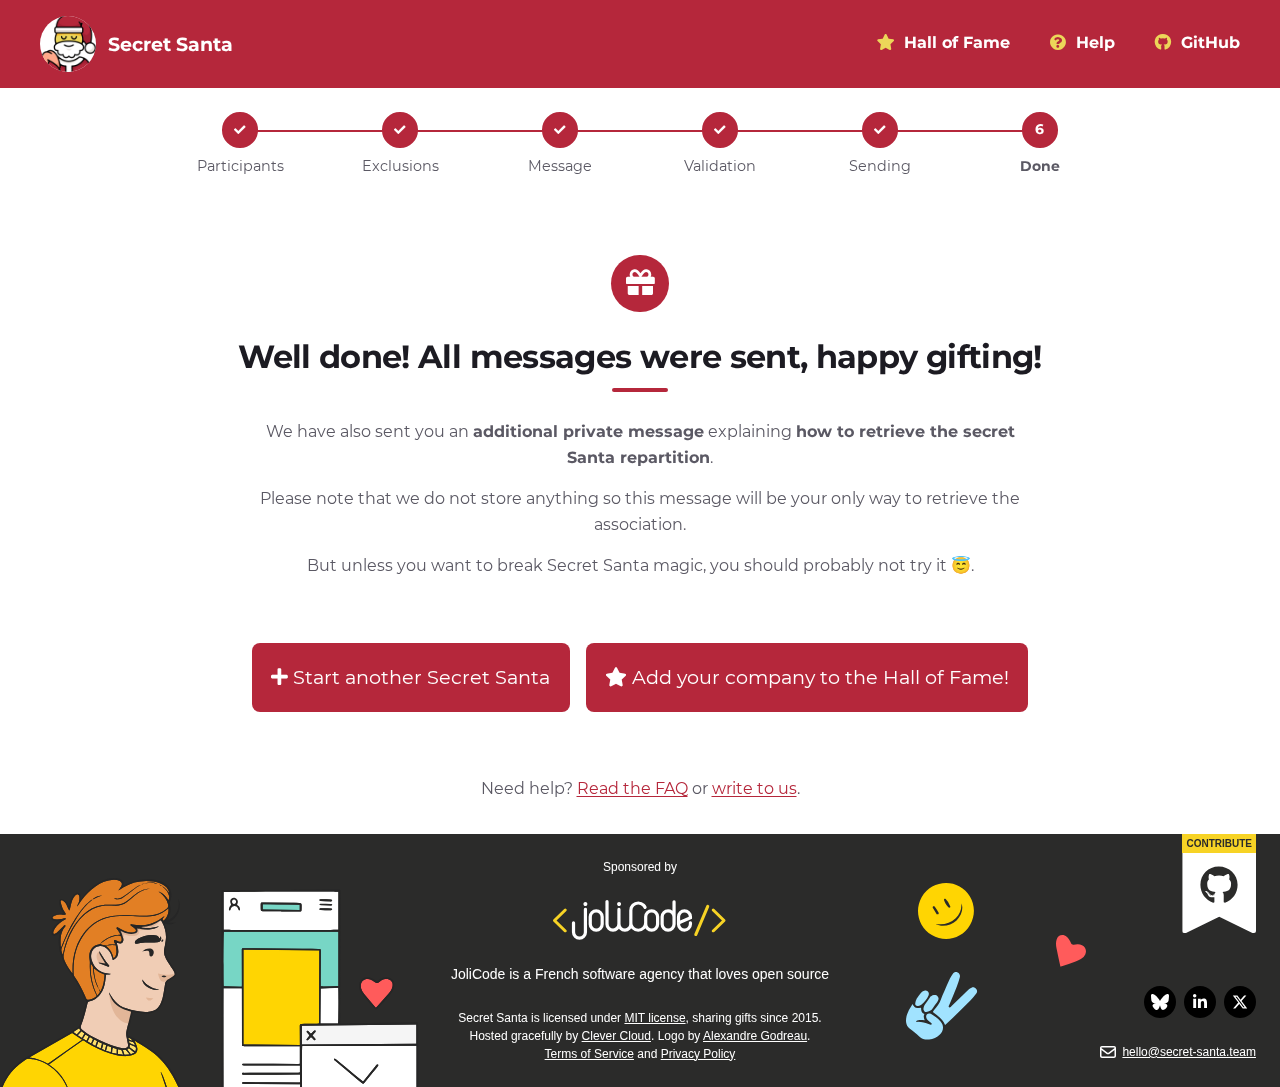 Secret Santa
Hall of Fame
Help
GitHub
6
Participants
Exclusions
Message
Validation
Sending
Done
Well done! All messages were sent, happy gifting!
We have also sent you an additional private message explaining how to retrieve the secret
Santa repartition.
Please note that we do not store anything so this message will be your only way to retrieve the
association.
But unless you want to break Secret Santa magic, you should probably not try it 😇.
Start another Secret Santa
Add your company to the Hall of Fame!
Need help? Read the FAQ or write to us.
CONTRIBUTE
Sponsored by
<joliCode/>
JoliCode is a French software agency that loves open source
Secret Santa is licensed under MIT license, sharing gifts since 2015.
Hosted gracefully by Clever Cloud. Logo by Alexandre Godreau.
Terms of Service and Privacy Policy
hello@secret-santa.team